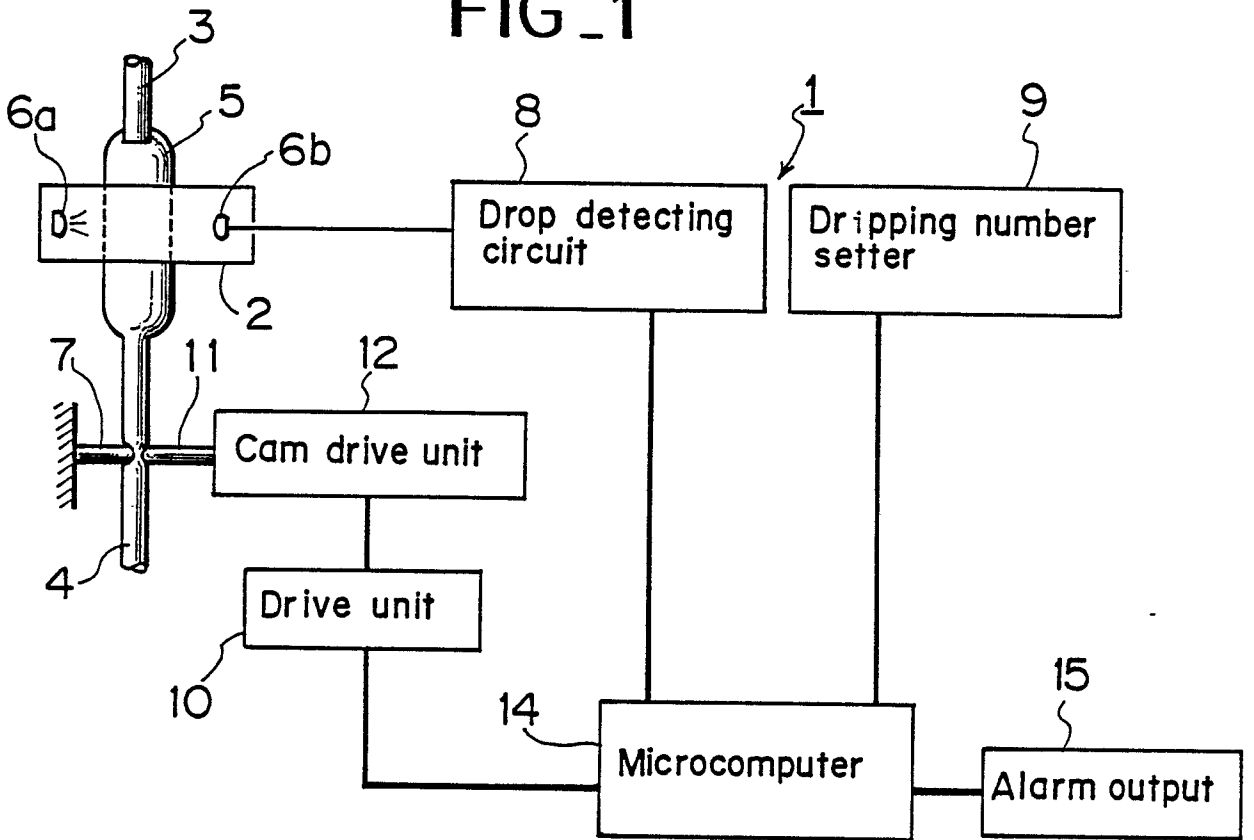 FIG_1
3
6a
5
6b
8
1
9
Drop detecting
circuit
Dripping number
setter
2
7
11
12
Cam drive unit
4
Drive unit
10
14
15
Microcomputer
Alarm output